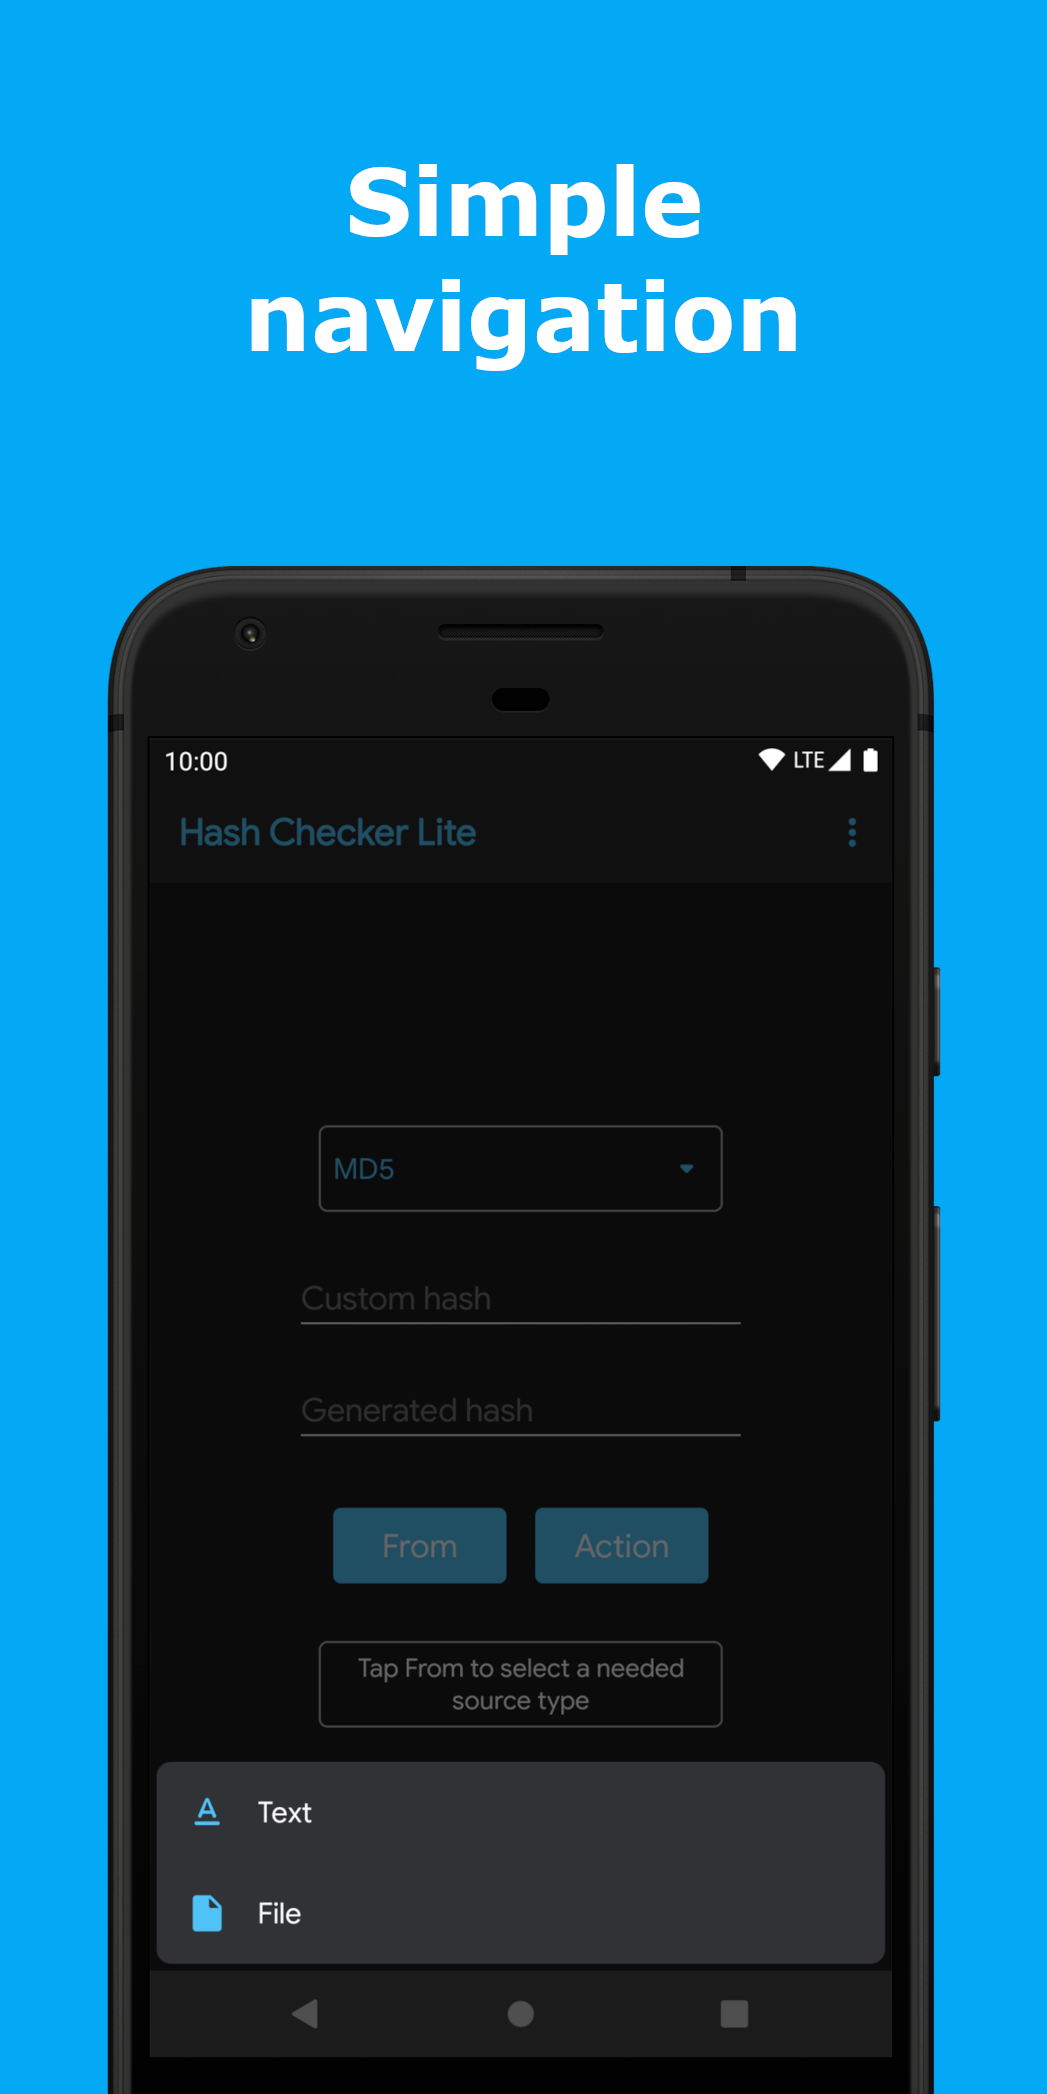 Simple
navigation
10:00
LTE
Hash Checker Lite
MD5
Custom hash
Generated hash
From
Action
Tap From to select a needed
source type
Text
File